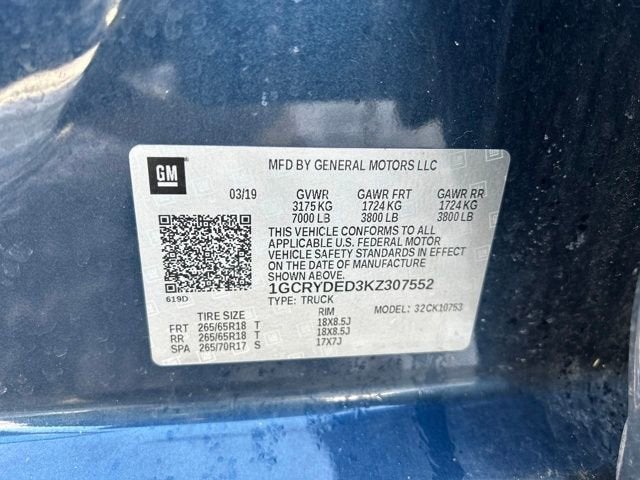 GM
MFD BY GENERAL MOTORS LLC
03/19 GVWR GAWR FRT GAWR RR
3175 KG 1724 KG 1724 KG
7000 LB 3800 LB 3800 LB
THIS VEHICLE CONFORMS TO ALL
APPLICABLE U.S. FEDERAL MOTOR
VEHICLE SAFETY STANDARDS IN EFFECT
ON THE DATE OF MANUFACTURE
SHOWN ABOVE.
619D
1GCRYDED3KZ307552
TYPE: TRUCK MODEL: 32CK10753
TIRE SIZE RIM
FRT 265/65R18 T 18X8.5J
RR 265/65R18 T 18X8.5J
SPA 265/70R17 S 17X7J